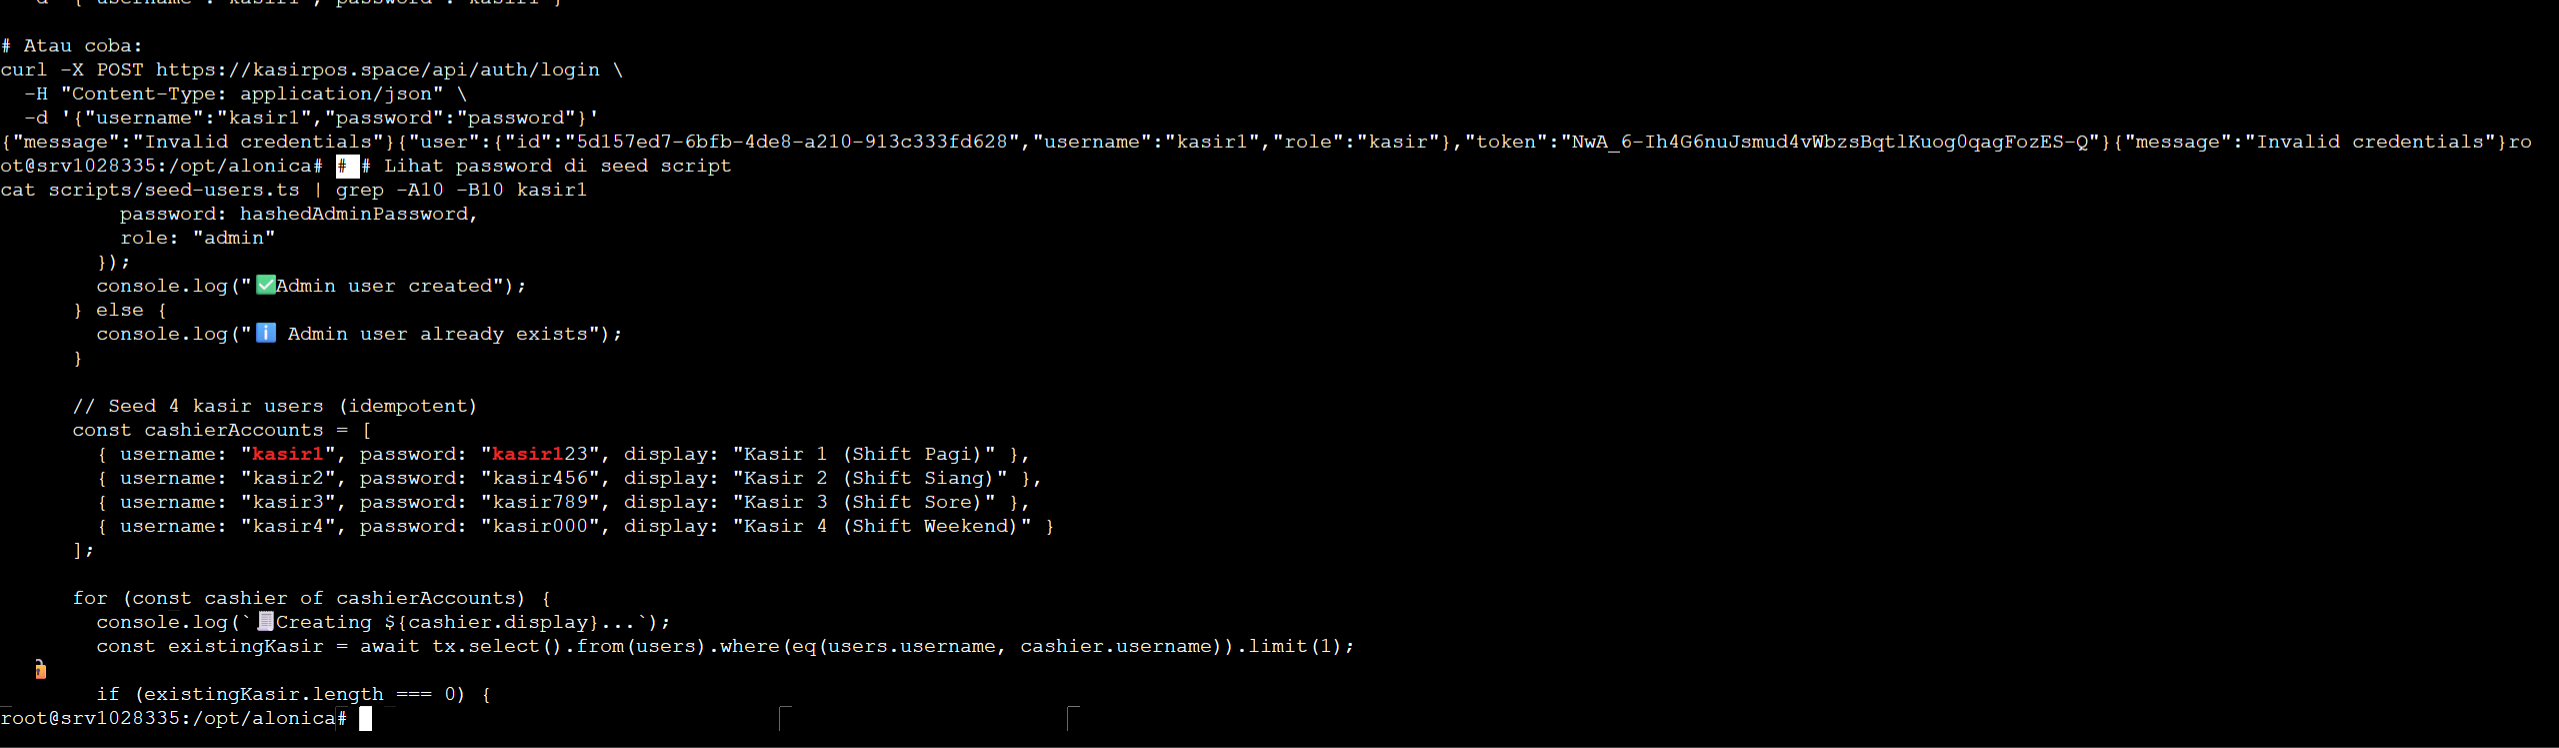 -d '{"username":"kasir1","password":"kasir1"}'
# Atau coba:
curl -X POST https://kasirpos.space/api/auth/login \
  -H "Content-Type: application/json" \
  -d '{"username":"kasir1","password":"password"}'
{"message":"Invalid credentials"}{"user":{"id":"5d157ed7-6bfb-4de8-a210-913c333fd628","username":"kasir1","role":"kasir"},"token":"NwA_6-Ih4G6nuJsmud4vWbzsBqtlKuog0qagFozES-Q"}{"message":"Invalid credentials"}ro
ot@srv1028335:/opt/alonica# # # Lihat password di seed script
cat scripts/seed-users.ts | grep -A10 -B10 kasir1
          password: hashedAdminPassword,
          role: "admin"
        });
        console.log("✅Admin user created");
      } else {
        console.log("ℹ️ Admin user already exists");
      }
      // Seed 4 kasir users (idempotent)
      const cashierAccounts = [
        { username: "kasir1", password: "kasir123", display: "Kasir 1 (Shift Pagi)" },
        { username: "kasir2", password: "kasir456", display: "Kasir 2 (Shift Siang)" },
        { username: "kasir3", password: "kasir789", display: "Kasir 3 (Shift Sore)" },
        { username: "kasir4", password: "kasir000", display: "Kasir 4 (Shift Weekend)" }
      ];
      for (const cashier of cashierAccounts) {
        console.log(`🧾Creating ${cashier.display}...`);
        const existingKasir = await tx.select().from(users).where(eq(users.username, cashier.username)).limit(1);
        if (existingKasir.length === 0) {
root@srv1028335:/opt/alonica#